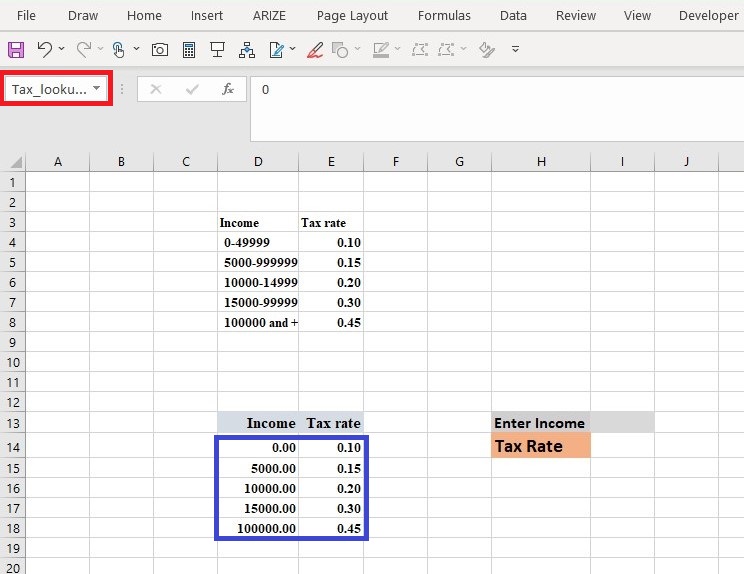 File Draw Home Insert ARIZE Page Layout Formulas Data Review View Developer
Tax_looku... fx 0
A B C D E F G H I J
1
2
3 Income Tax rate
4 0-49999 0.10
5 5000-999999 0.15
6 10000-14999 0.20
7 15000-99999 0.30
8 100000 and + 0.45
9
10
11
12
13 Income Tax rate Enter Income
14 0.00 0.10 Tax Rate
15 5000.00 0.15
16 10000.00 0.20
17 15000.00 0.30
18 100000.00 0.45
19
20